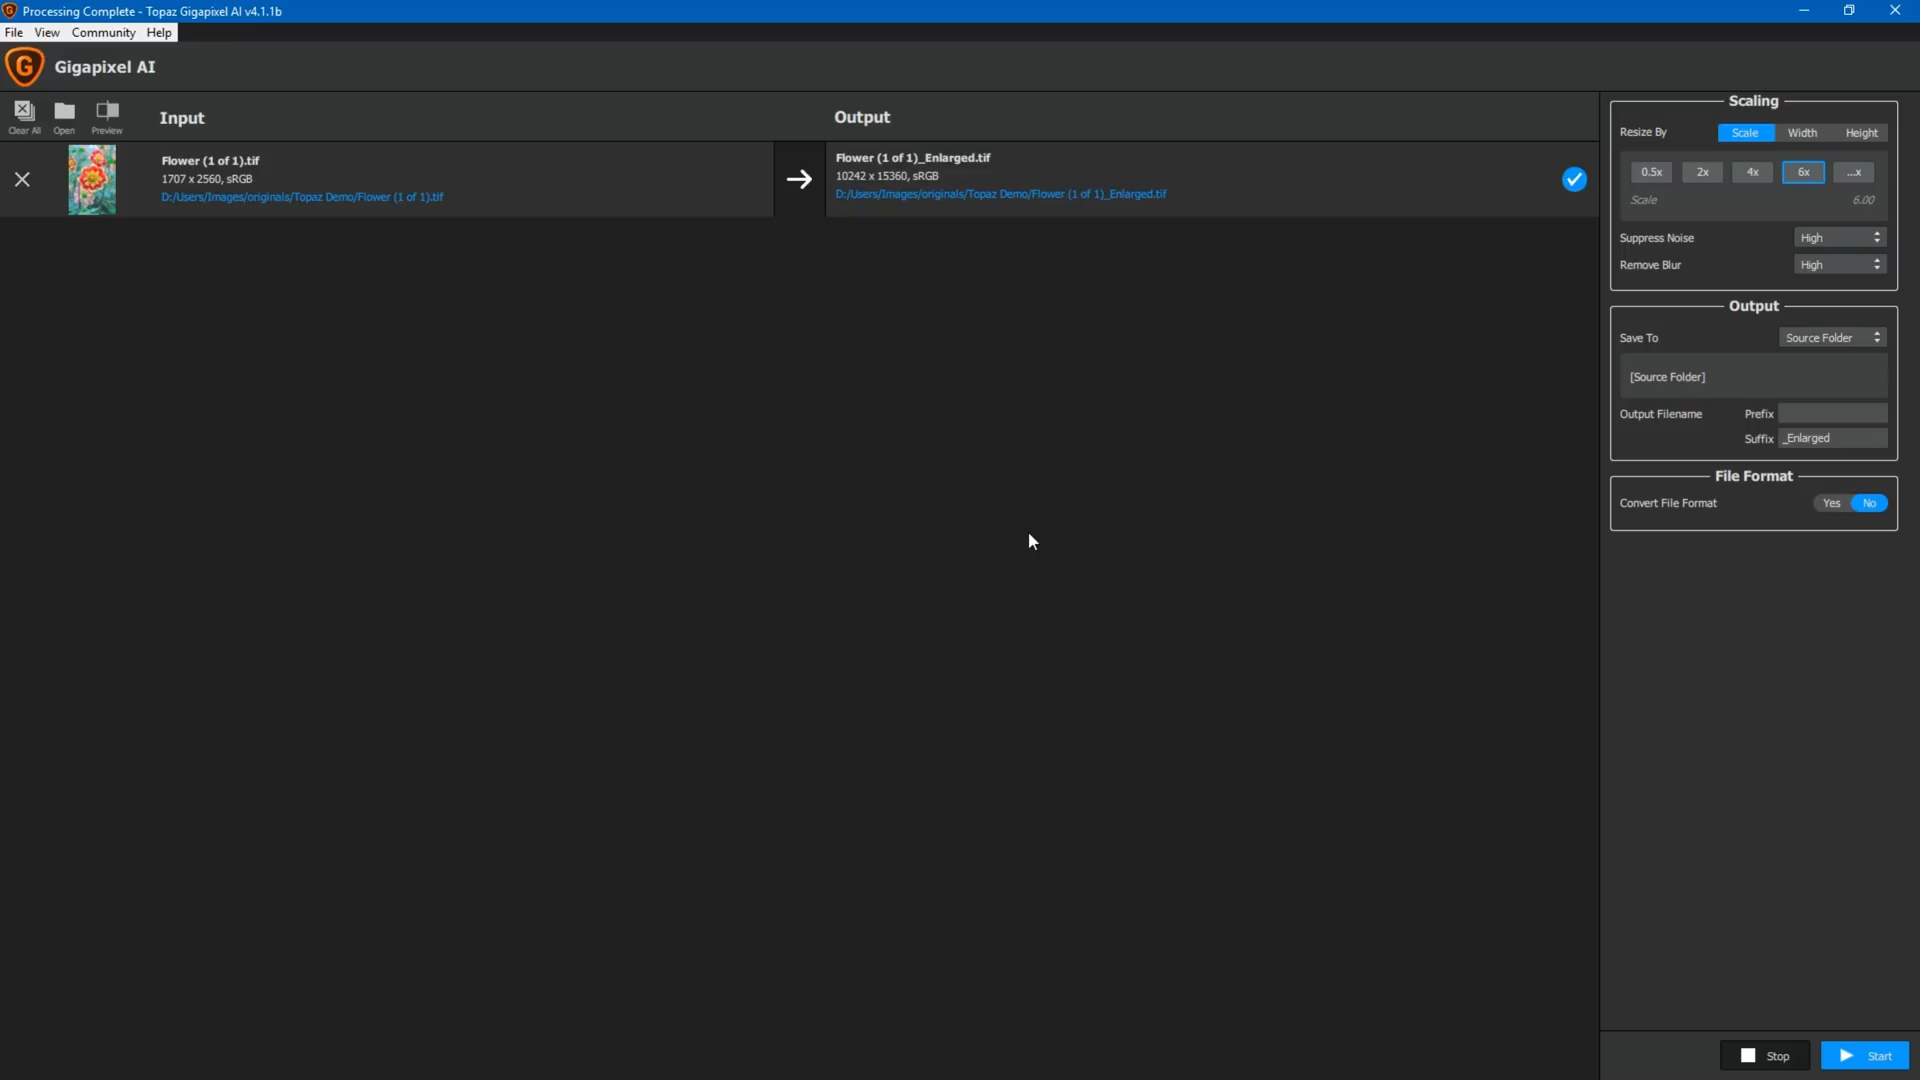 Processing Complete - Topaz Gigapixel AI v4.1.1b
File View Community Help
G Gigapixel AI
Clear All Open Preview
Input
Output
Flower (1 of 1).tif
1707 x 2560, sRGB
D:/Users/Images/originals/Topaz Demo/Flower (1 of 1).tif
Flower (1 of 1)_Enlarged.tif
10242 x 15360, sRGB
D:/Users/Images/originals/Topaz Demo/Flower (1 of 1)_Enlarged.tif
Scaling
Resize By Scale Width Height
0.5x 2x 4x 6x ...x
Scale 6.00
Suppress Noise High
Remove Blur High
Output
Save To Source Folder
[Source Folder]
Output Filename Prefix
Suffix _Enlarged
File Format
Convert File Format Yes No
Stop Start